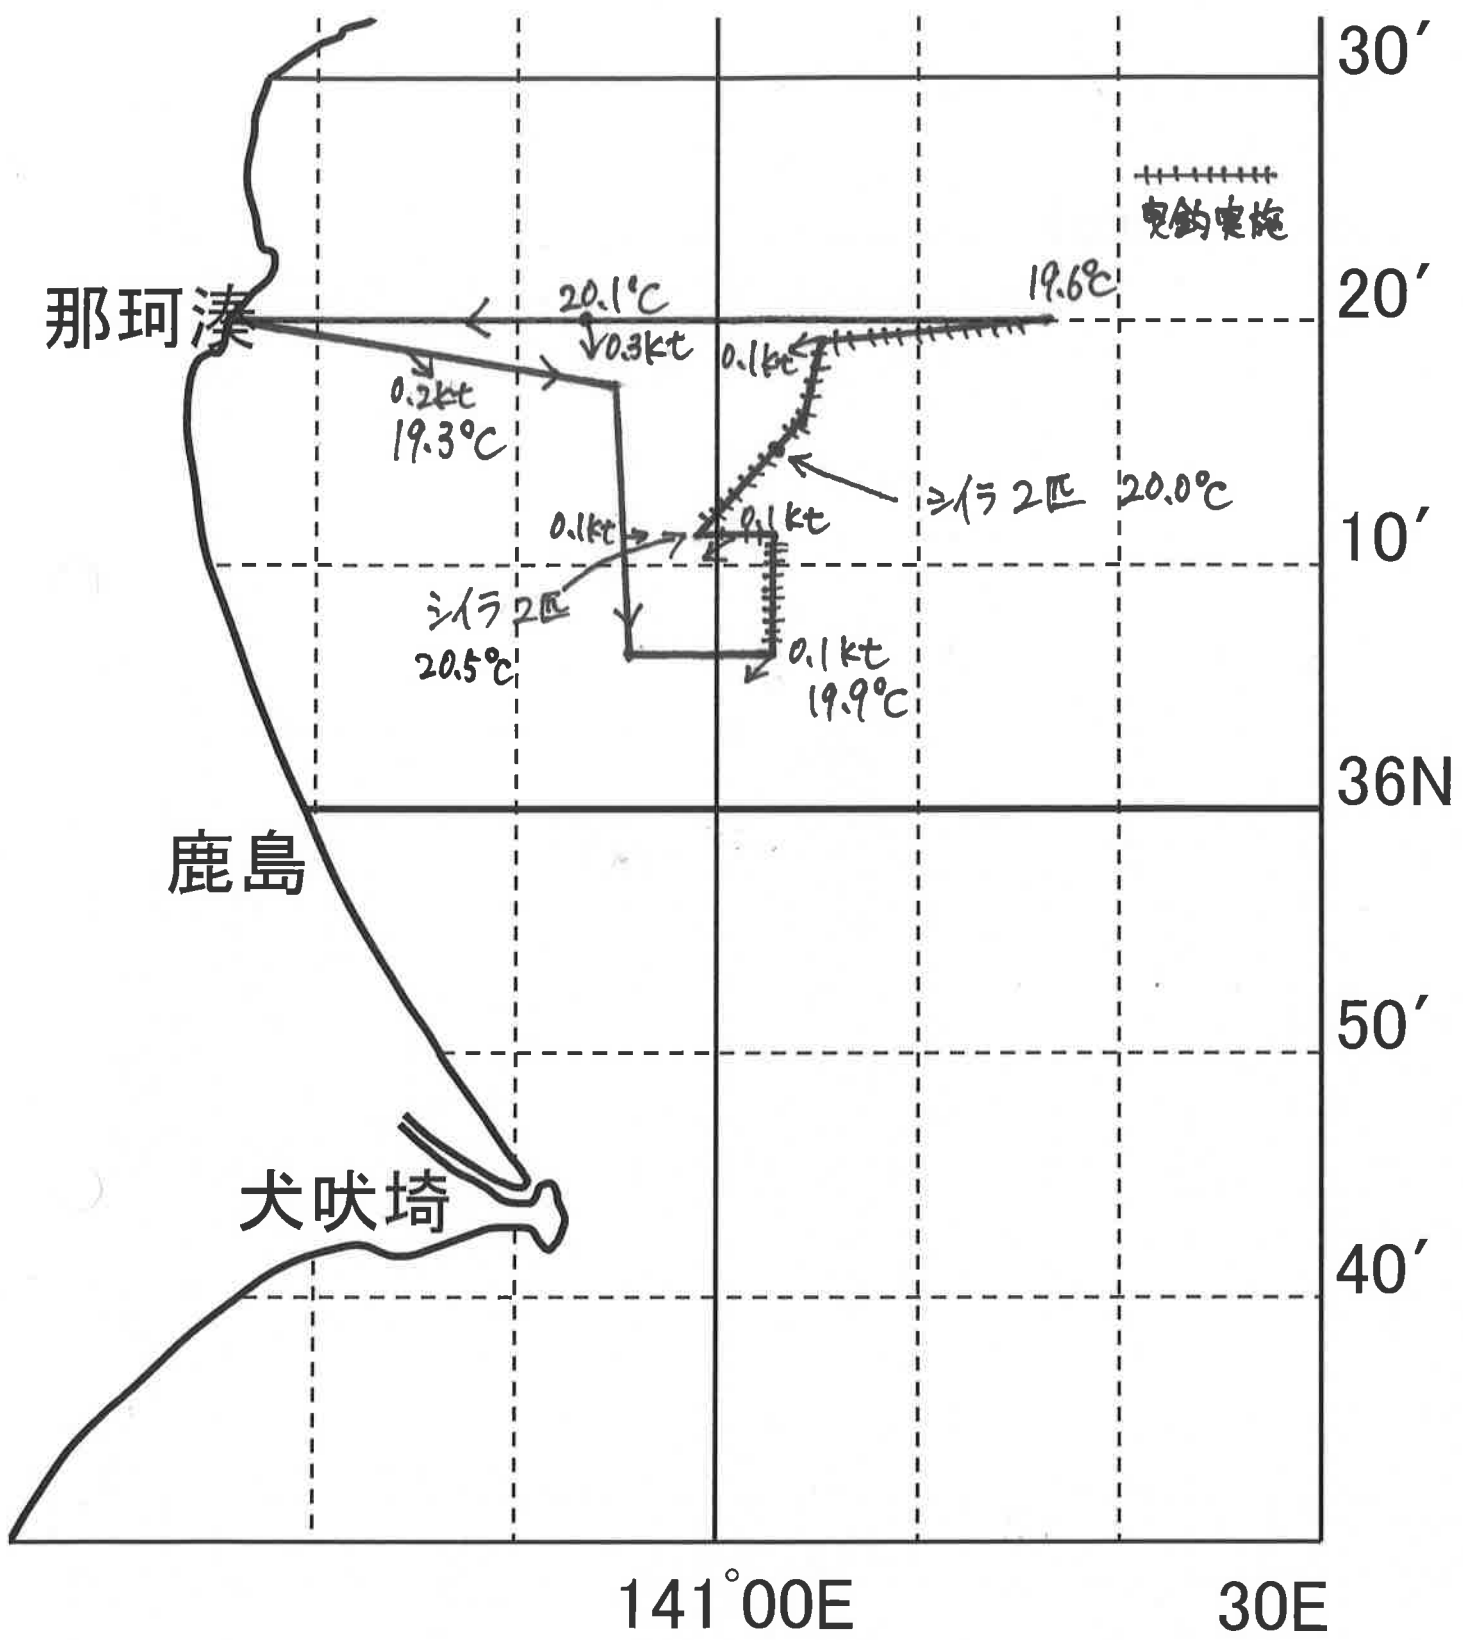 30′
曳釣実施
19.6℃
20′
20.1℃
那珂湊
0.3kt
0.1kt
0.2kt
19.3℃
シイラ2匹 20.0℃
0.1kt
0.1kt
10′
シイラ2匹
20.5℃
0.1kt
19.9℃
36N
鹿島
50′
犬吠埼
40′
141°00E
30E